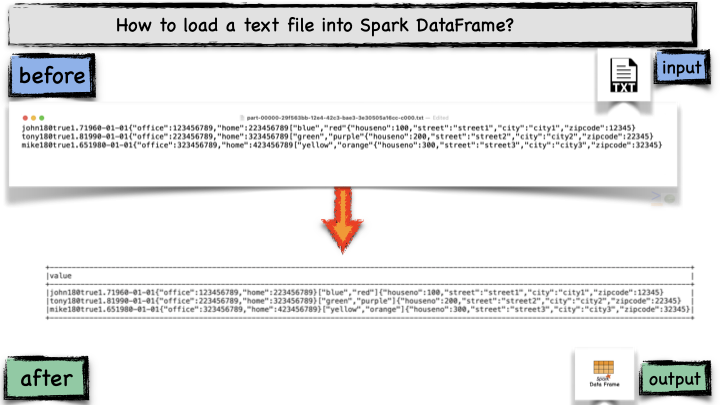 How to load a text file into Spark DataFrame?
before
TXT
input
part-00000-29f563bb-12e4-42c3-bae3-3e30505a16cc-c000.txt — Edited
john180true1.71960-01-01{"office":123456789,"home":223456789["blue","red"{"houseno":100,"street":"street1","city":"city1","zipcode":12345}
tony180true1.81990-01-01{"office":223456789,"home":323456789["green","purple"{"houseno":200,"street":"street2","city":"city2","zipcode":22345}
mike180true1.651980-01-01{"office":323456789,"home":423456789["yellow","orange"{"houseno":300,"street":"street3","city":"city3","zipcode":32345}
|value |
|john180true1.71960-01-01{"office":123456789,"home":223456789}["blue","red"]{"houseno":100,"street":"street1","city":"city1","zipcode":12345} |
|tony180true1.81990-01-01{"office":223456789,"home":323456789}["green","purple"]{"houseno":200,"street":"street2","city":"city2","zipcode":22345} |
|mike180true1.651980-01-01{"office":323456789,"home":423456789}["yellow","orange"]{"houseno":300,"street":"street3","city":"city3","zipcode":32345}|
after
Spark
Data Frame
output